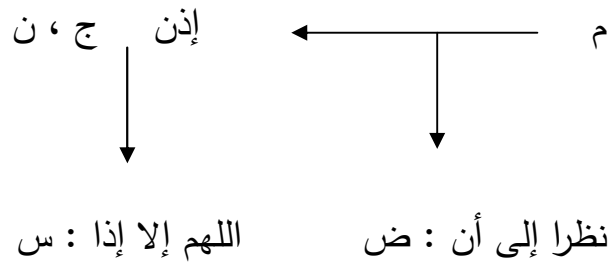 م إذن ج ، ن
نظرا إلى أن : ض اللهم إلا إذا : س